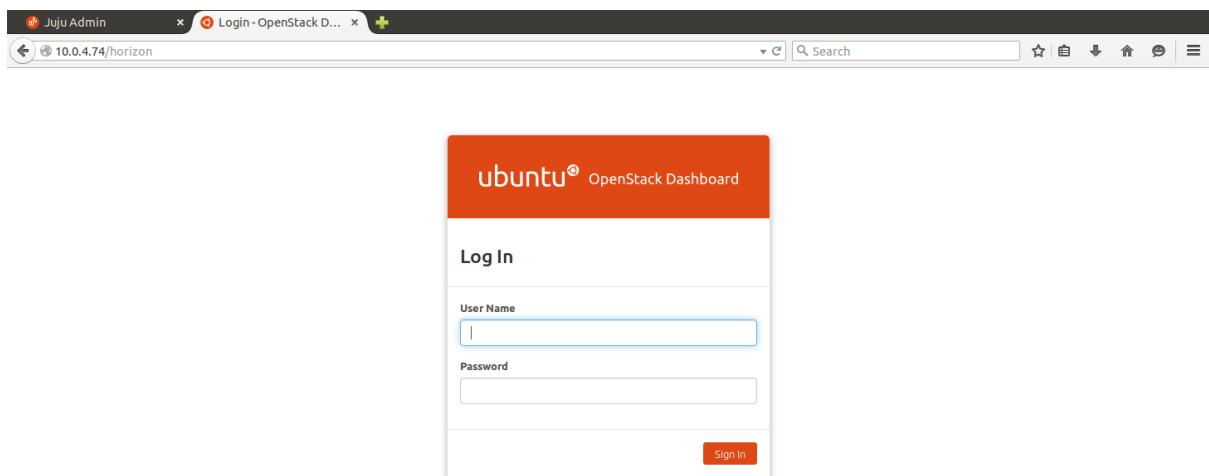 Juju Admin × Login - OpenStack D... ×
10.0.4.74/horizon Search
ubuntu OpenStack Dashboard
Log In
User Name
Password
Sign In